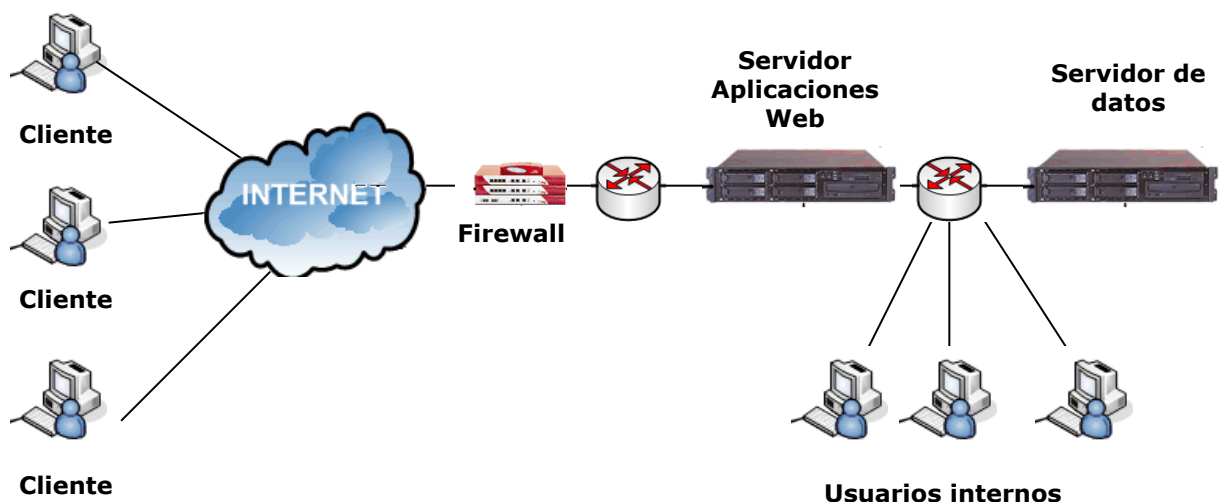 Cliente
Cliente
Cliente
INTERNET
Firewall
Servidor
Aplicaciones
Web
Servidor de
datos
Usuarios internos